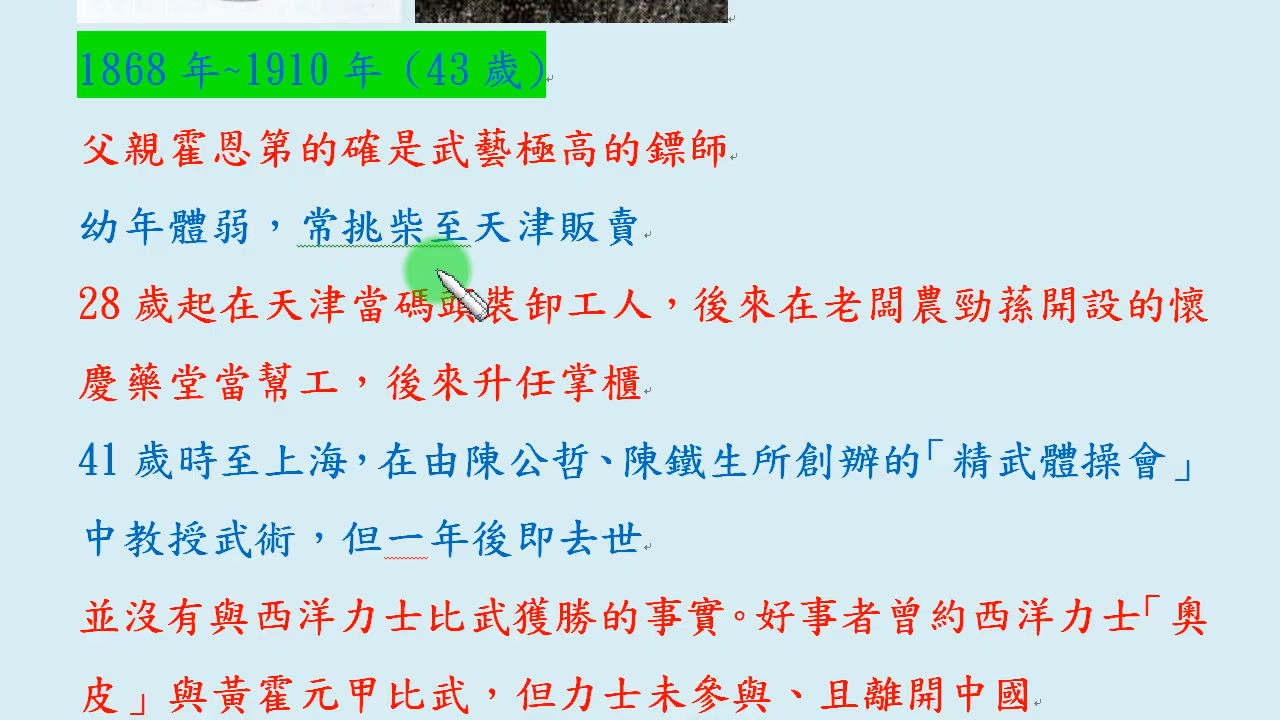 1868 年~1910 年（43 歲）
父親霍恩第的確是武藝極高的鏢師
幼年體弱，常挑柴至天津販賣
28 歲起在天津當碼頭裝卸工人，後來在老闆農勁蓀開設的懷
慶藥堂當幫工，後來升任掌櫃
41 歲時至上海，在由陳公哲、陳鐵生所創辦的「精武體操會」
中教授武術，但一年後即去世
並沒有與西洋力士比武獲勝的事實。好事者曾約西洋力士「奧
皮」與黃霍元甲比武，但力士未參與、且離開中國